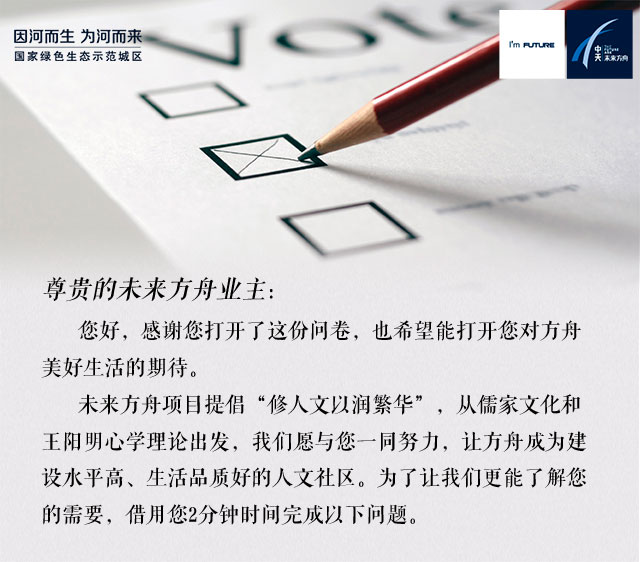 因河而生 为河而来
国家绿色生态示范城区
I'm FUTURE
中天
未来方舟
Vote
尊贵的未来方舟业主：
您好，感谢您打开了这份问卷，也希望能打开您对方舟
美好生活的期待。
未来方舟项目提倡“修人文以润繁华”，从儒家文化和
王阳明心学理论出发，我们愿与您一同努力，让方舟成为建
设水平高、生活品质好的人文社区。为了让我们更能了解您
的需要，借用您2分钟时间完成以下问题。